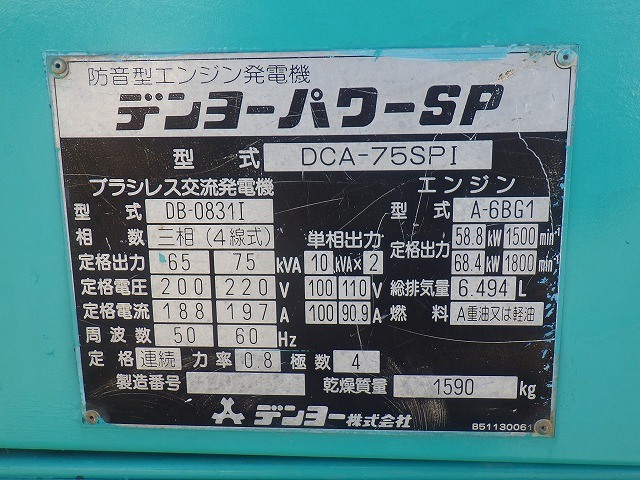 防音型エンジン発電機
デンヨーパワーSP
型式 DCA-75SPI
ブラシレス交流発電機 エンジン
型式 DB-0831I 型式 A-6BG1
相数 三相(4線式) 単相出力 定格出力 58.8 kW 1500 min-1
定格出力 65 75 kVA 10 kVA×2 68.4 kW 1800 min-1
定格電圧 200 220 V 100 110 V 総排気量 6.494 L
定格電流 188 197 A 100 90.9 A 燃料 A重油又は軽油
周波数 50 60 Hz
定格 連続 力率 0.8 極数 4
製造番号 乾燥質量 1590 kg
デンヨー株式会社
851130061